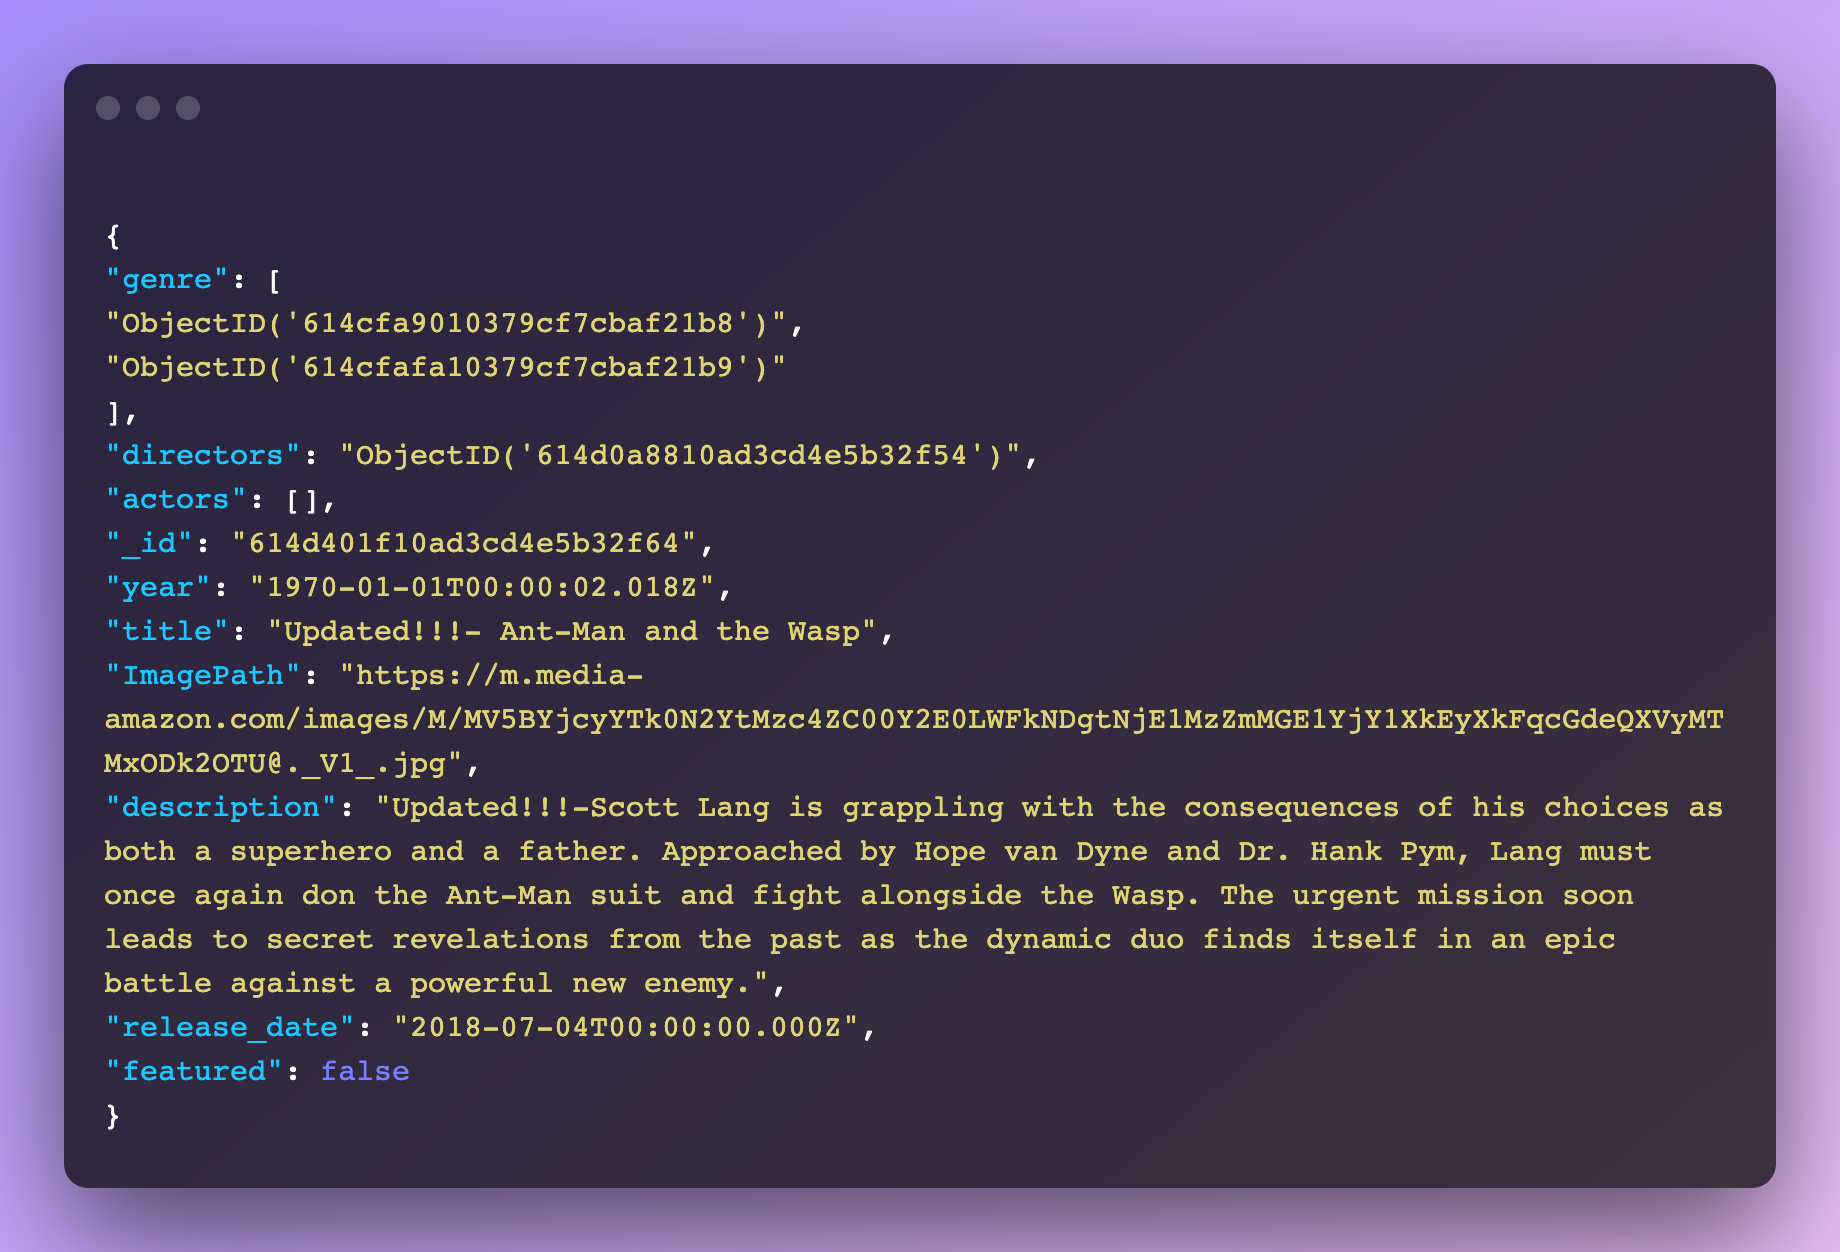 {
"genre": [
"ObjectID('614cfa9010379cf7cbaf21b8')",
"ObjectID('614cfafa10379cf7cbaf21b9')"
],
"directors": "ObjectID('614d0a8810ad3cd4e5b32f54')",
"actors": [],
"_id": "614d401f10ad3cd4e5b32f64",
"year": "1970-01-01T00:00:02.018Z",
"title": "Updated!!!- Ant-Man and the Wasp",
"ImagePath": "https://m.media-
amazon.com/images/M/MV5BYjcyYTk0N2YtMzc4ZC00Y2E0LWFkNDgtNjE1MzZmMGE1YjY1XkEyXkFqcGdeQXVyMT
MxODk2OTU@._V1_.jpg",
"description": "Updated!!!-Scott Lang is grappling with the consequences of his choices as
both a superhero and a father. Approached by Hope van Dyne and Dr. Hank Pym, Lang must
once again don the Ant-Man suit and fight alongside the Wasp. The urgent mission soon
leads to secret revelations from the past as the dynamic duo finds itself in an epic
battle against a powerful new enemy.",
"release_date": "2018-07-04T00:00:00.000Z",
"featured": false
}